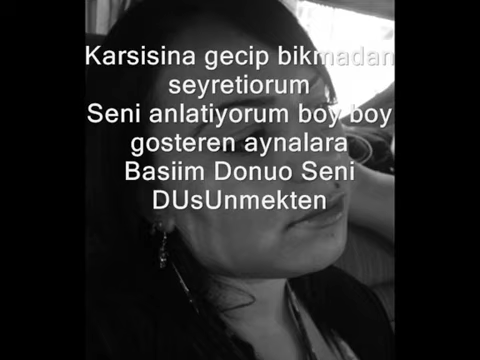 Karsisina gecip bikmadan
seyretiorum
Seni anlatiyorum boy boy
gosteren aynalara
Basiim Donuo Seni
DUsUnmekten